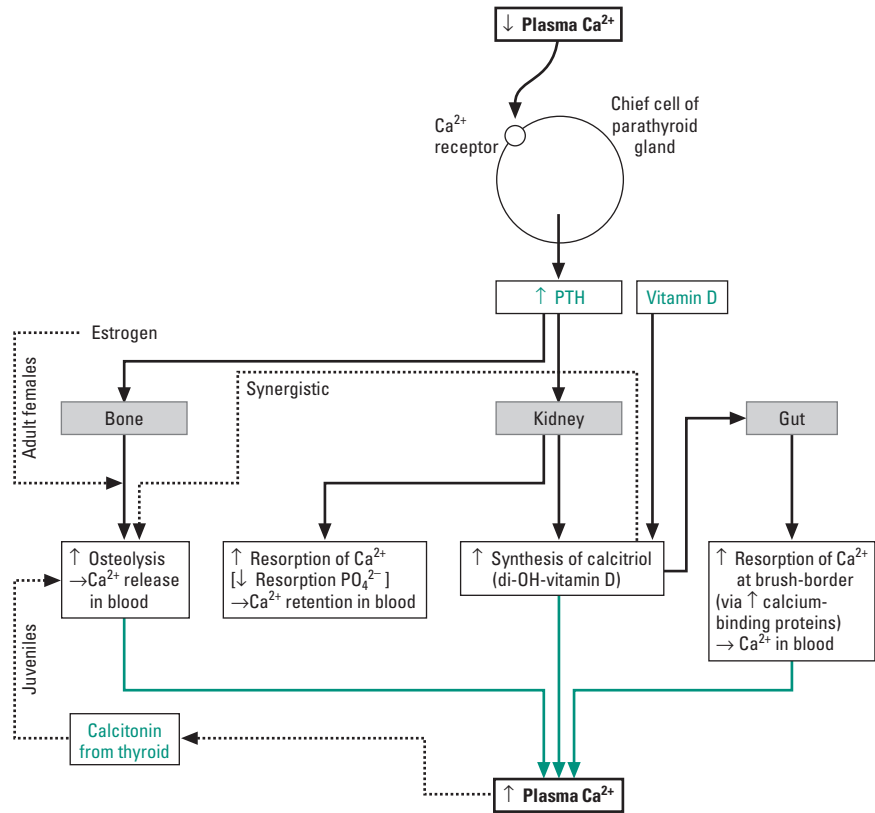 ↓ Plasma Ca²⁺
Ca²⁺
receptor
Chief cell of
parathyroid
gland
↑ PTH
Vitamin D
Estrogen
Adult females
Synergistic
Bone
Kidney
Gut
↑ Osteolysis
→Ca²⁺ release
in blood
↑ Resorption of Ca²⁺
[↓ Resorption PO₄²⁻ ]
→Ca²⁺ retention in blood
↑ Synthesis of calcitriol
(di-OH-vitamin D)
↑ Resorption of Ca²⁺
at brush-border
(via ↑ calcium-
binding proteins)
→ Ca²⁺ in blood
Juveniles
Calcitonin
from thyroid
↑ Plasma Ca²⁺